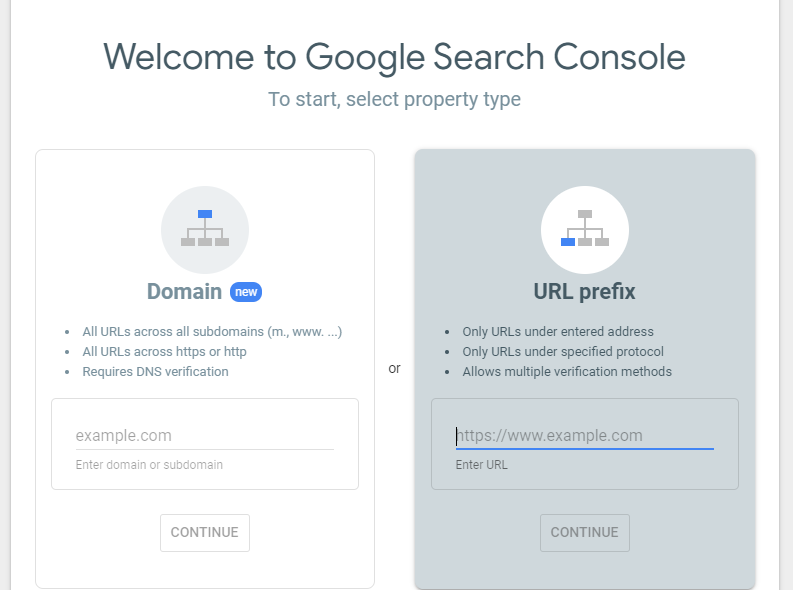 Welcome to Google Search Console
To start, select property type
Domain new
All URLs across all subdomains (m., www. ...)
All URLs across https or http
Requires DNS verification
example.com
Enter domain or subdomain
CONTINUE
or
URL prefix
Only URLs under entered address
Only URLs under specified protocol
Allows multiple verification methods
https://www.example.com
Enter URL
CONTINUE